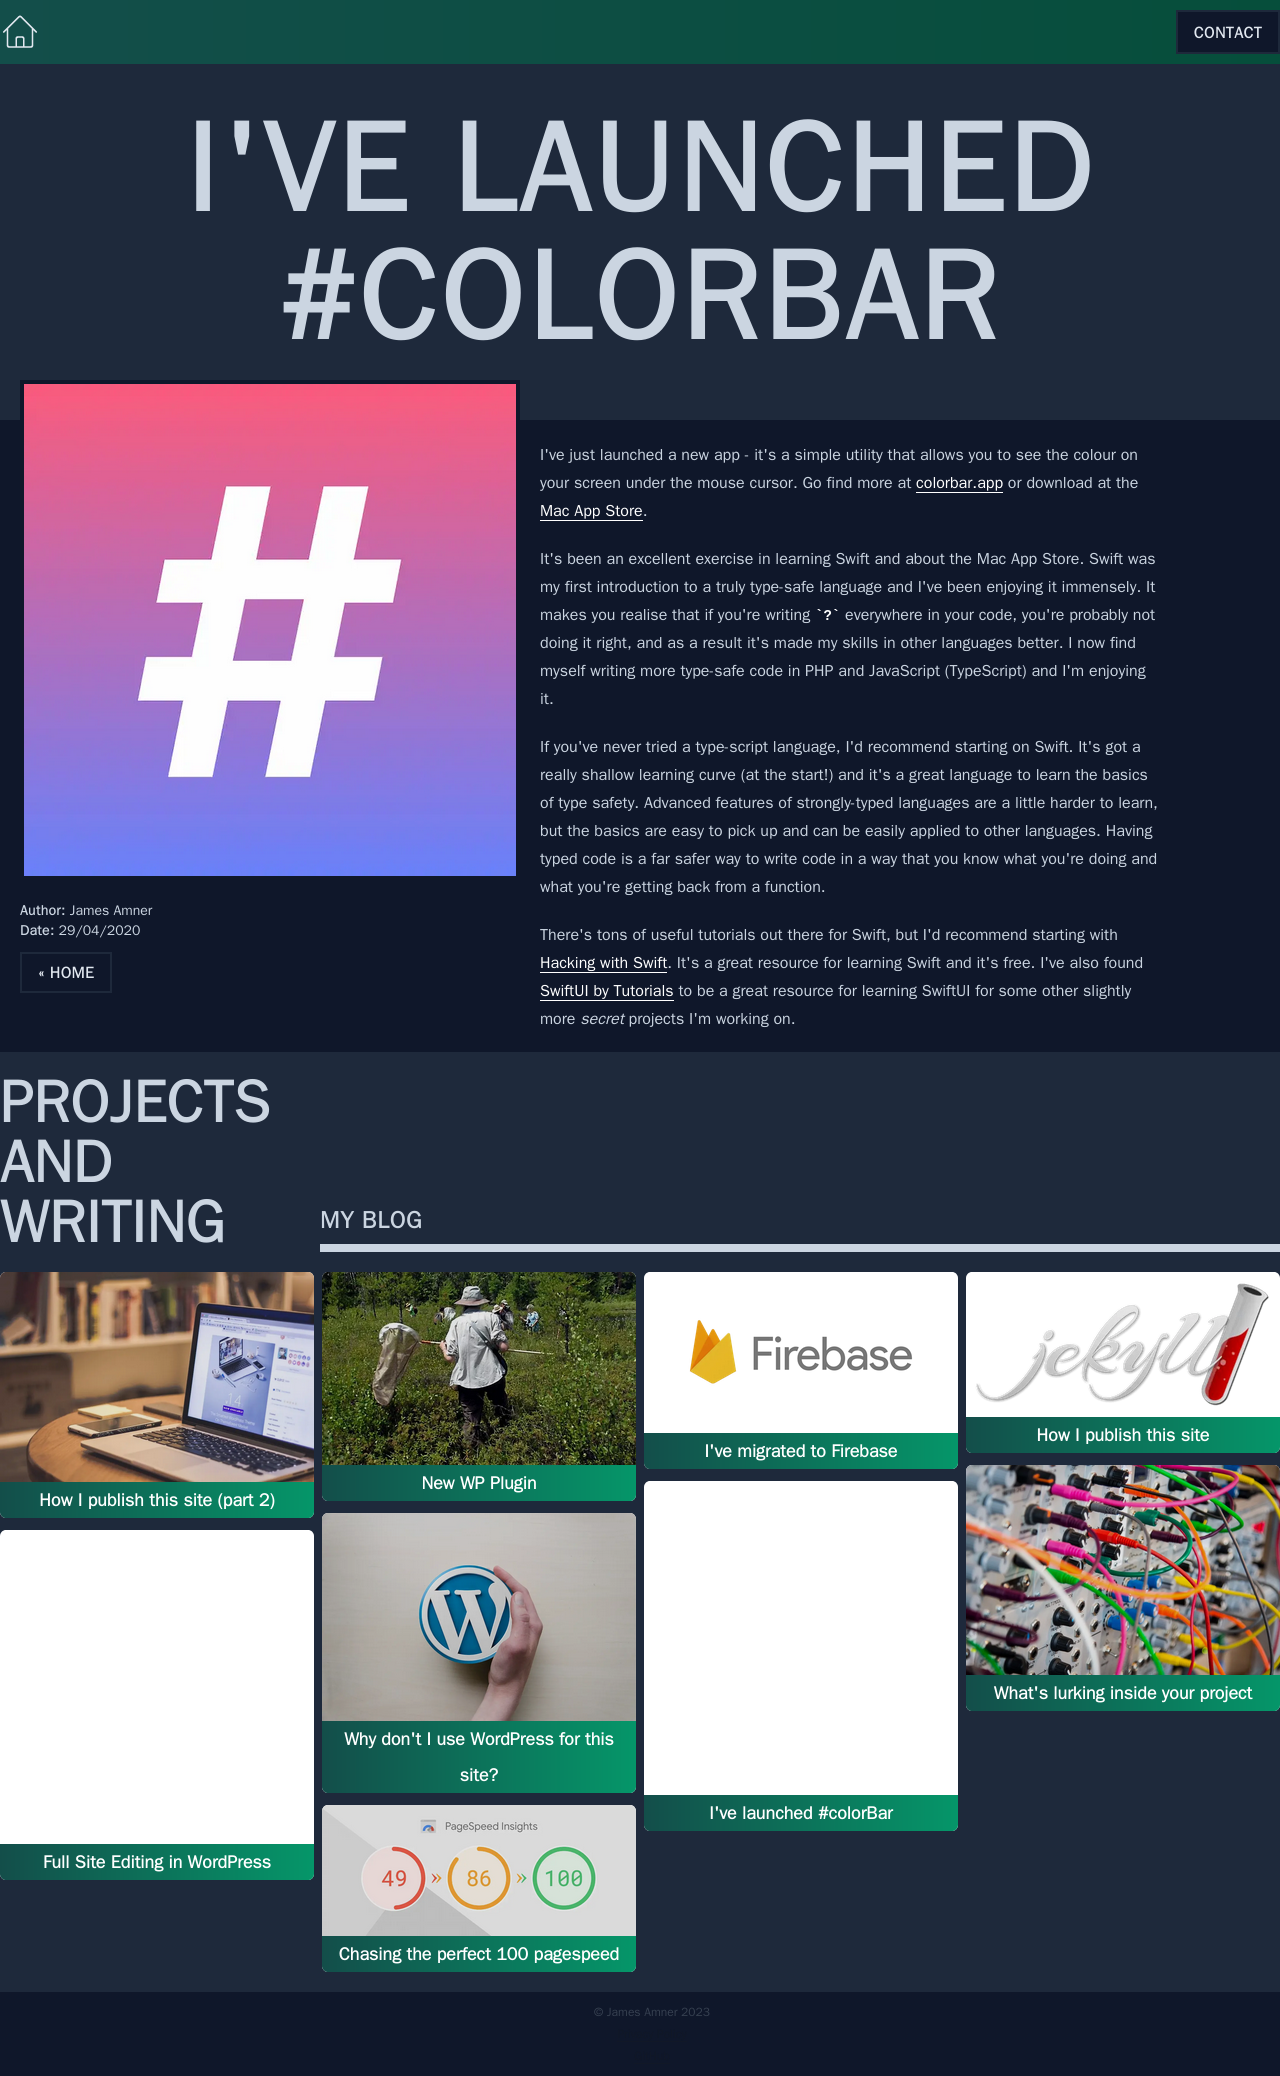 CONTACT
I'VE LAUNCHED
#COLORBAR
#
I've just launched a new app - it's a simple utility that allows you to see the colour on
your screen under the mouse cursor. Go find more at colorbar.app or download at the
Mac App Store.
It's been an excellent exercise in learning Swift and about the Mac App Store. Swift was
my first introduction to a truly type-safe language and I've been enjoying it immensely. It
makes you realise that if you're writing `?` everywhere in your code, you're probably not
doing it right, and as a result it's made my skills in other languages better. I now find
myself writing more type-safe code in PHP and JavaScript (TypeScript) and I'm enjoying
it.
If you've never tried a type-script language, I'd recommend starting on Swift. It's got a
really shallow learning curve (at the start!) and it's a great language to learn the basics
of type safety. Advanced features of strongly-typed languages are a little harder to learn,
but the basics are easy to pick up and can be easily applied to other languages. Having
typed code is a far safer way to write code in a way that you know what you're doing and
what you're getting back from a function.
There's tons of useful tutorials out there for Swift, but I'd recommend starting with
Hacking with Swift. It's a great resource for learning Swift and it's free. I've also found
SwiftUI by Tutorials to be a great resource for learning SwiftUI for some other slightly
more secret projects I'm working on.
Author: James Amner
Date: 29/04/2020
« HOME
PROJECTS
AND
WRITING
MY BLOG
How I publish this site (part 2)
Full Site Editing in WordPress
New WP Plugin
W
Why don't I use WordPress for this
site?
PageSpeed Insights
49 » 86 » 100
Chasing the perfect 100 pagespeed
Firebase
I've migrated to Firebase
I've launched #colorBar
jekyll
How I publish this site
What's lurking inside your project
© James Amner 2023